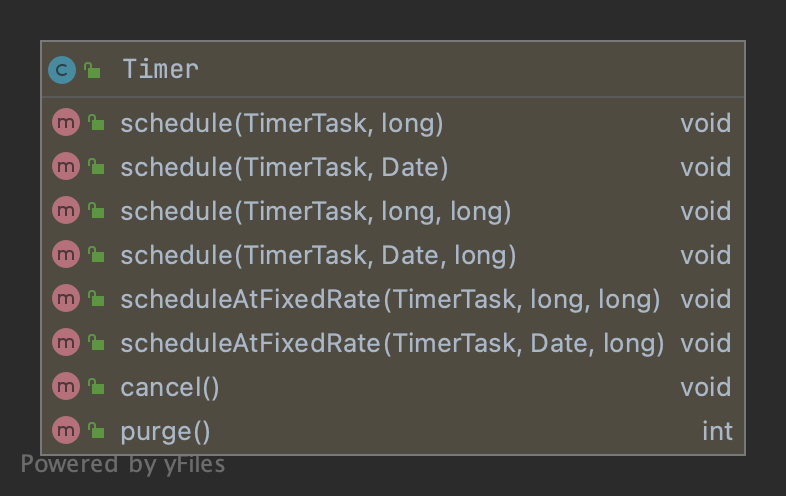 C Timer
m schedule(TimerTask, long) void
m schedule(TimerTask, Date) void
m schedule(TimerTask, long, long) void
m schedule(TimerTask, Date, long) void
m scheduleAtFixedRate(TimerTask, long, long) void
m scheduleAtFixedRate(TimerTask, Date, long) void
m cancel() void
m purge() int
Powered by yFiles